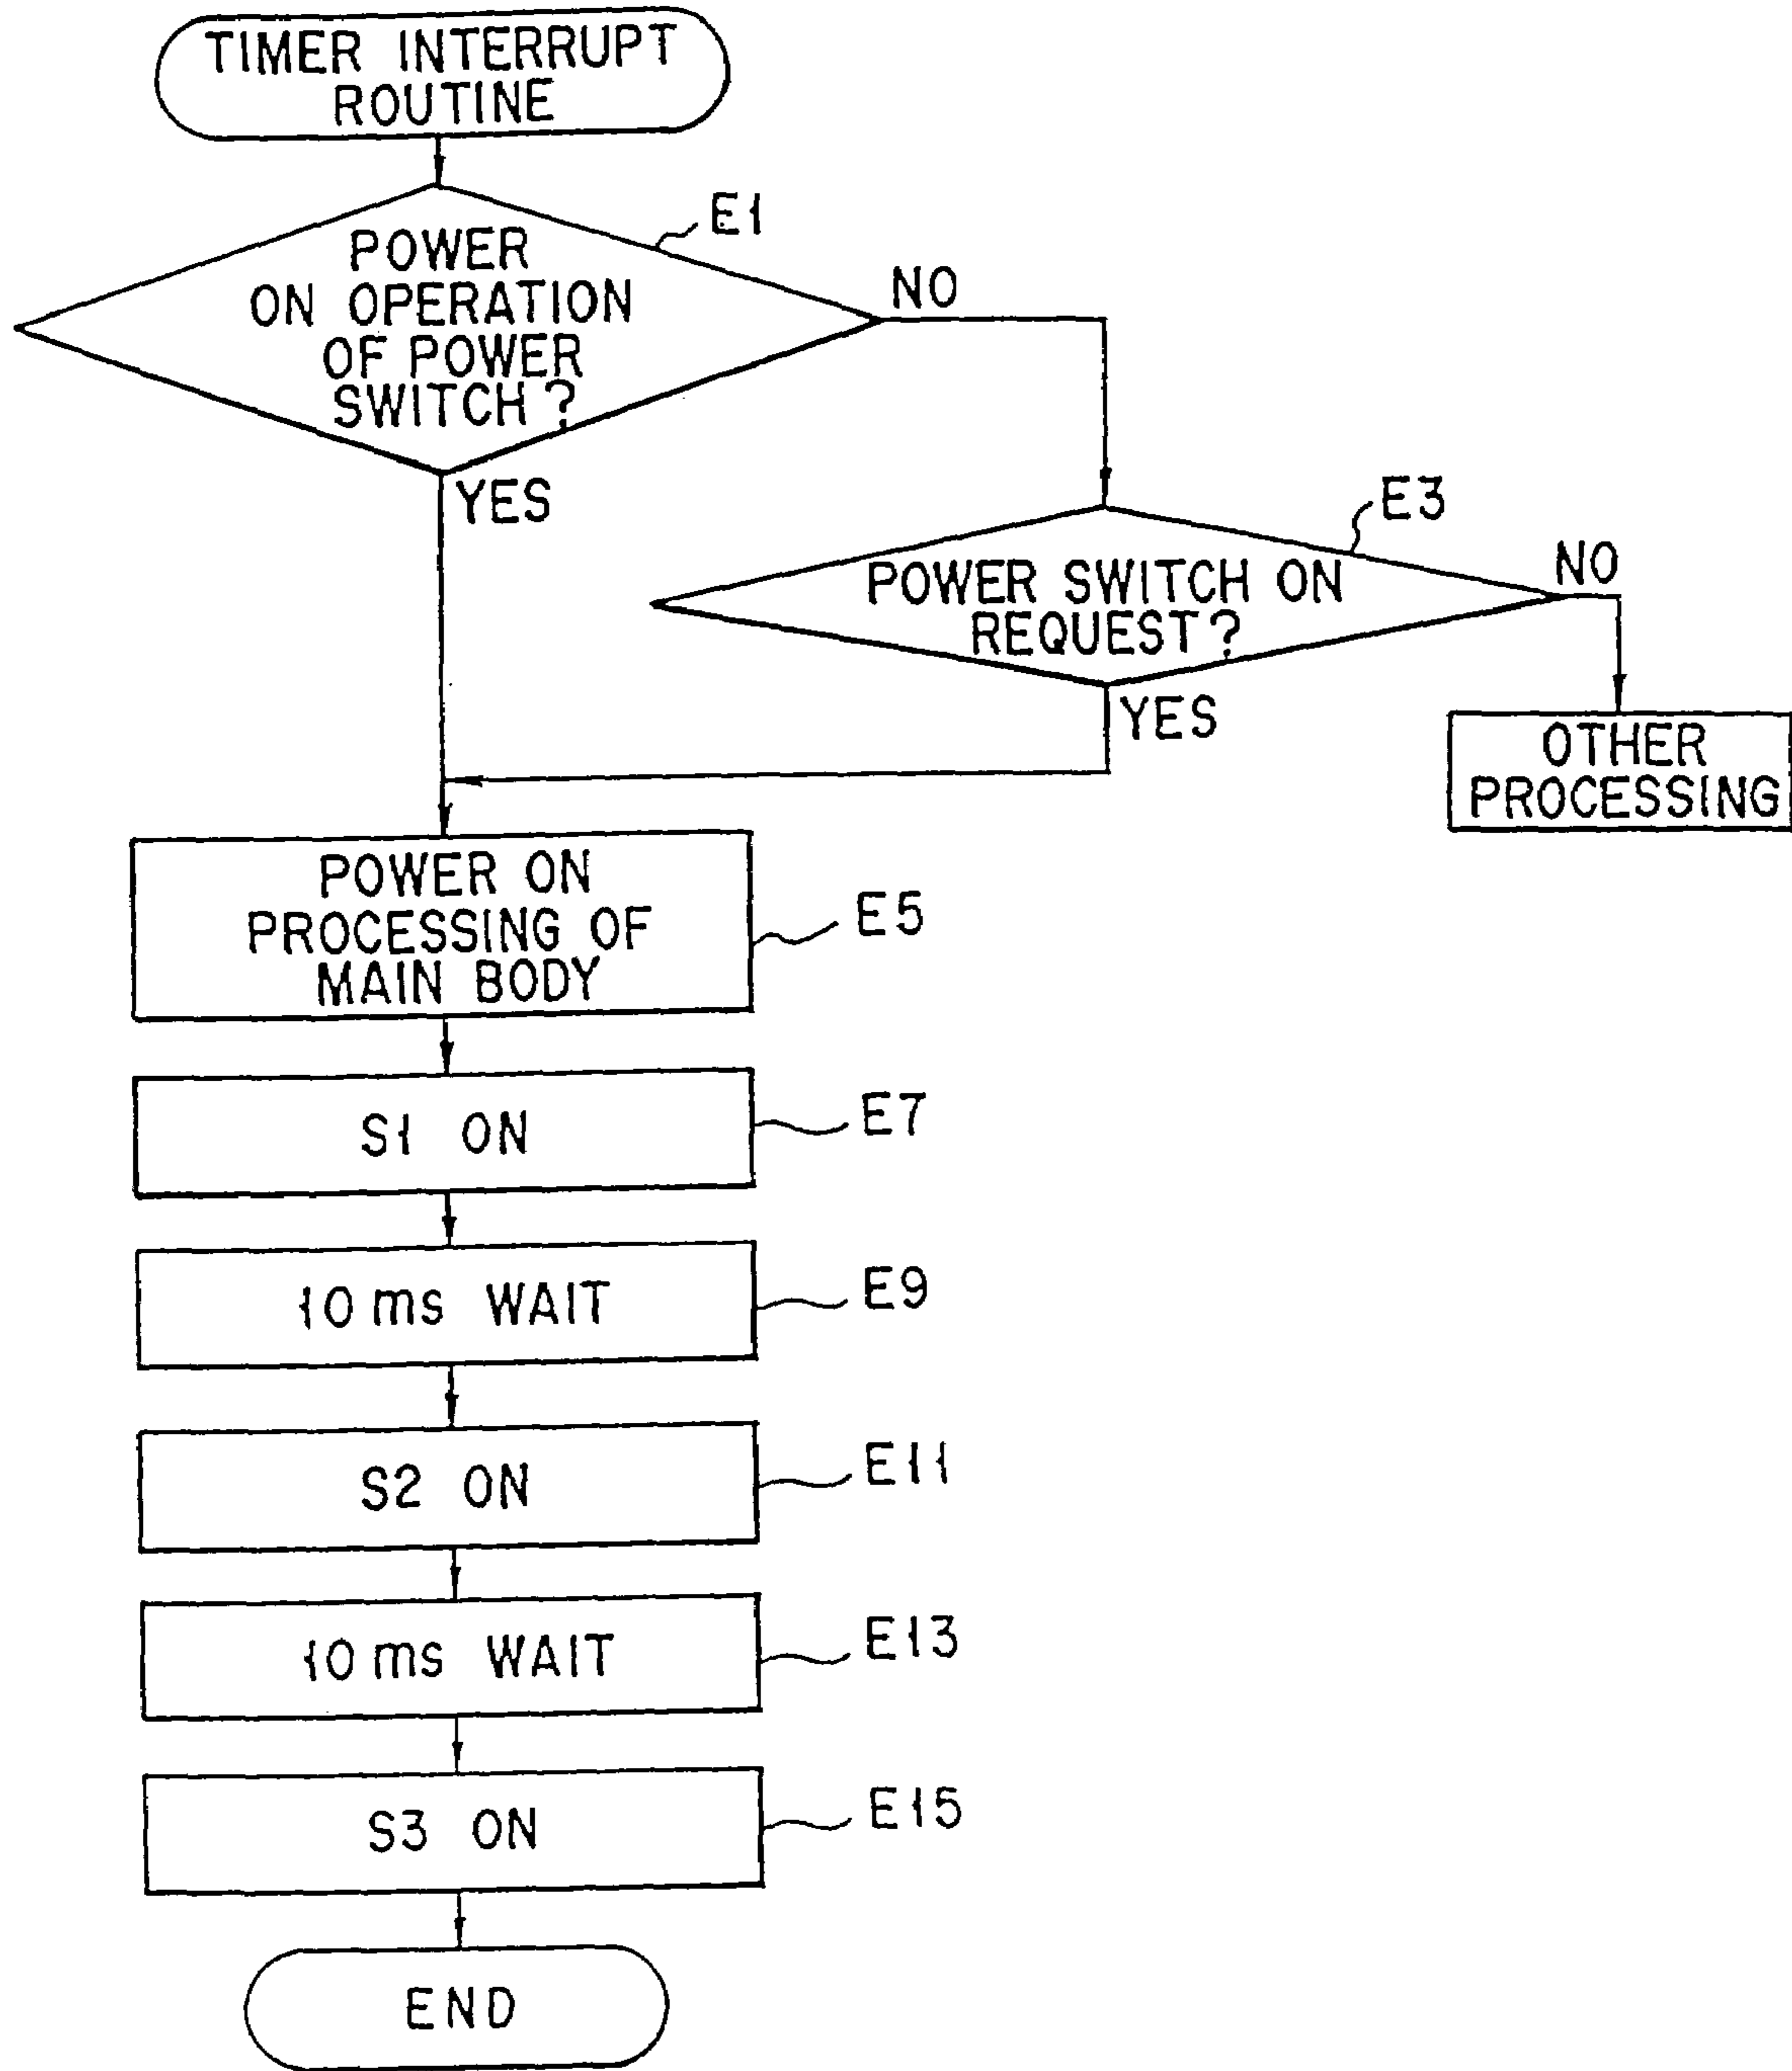 TIMER INTERRUPT
ROUTINE
E1
POWER
ON OPERATION
OF POWER
SWITCH?
NO
YES
E3
POWER SWITCH ON
REQUEST?
NO
YES
OTHER
PROCESSING
POWER ON
PROCESSING OF
MAIN BODY
E5
S1 ON
E7
10 ms WAIT
E9
S2 ON
E11
10 ms WAIT
E13
S3 ON
E15
END